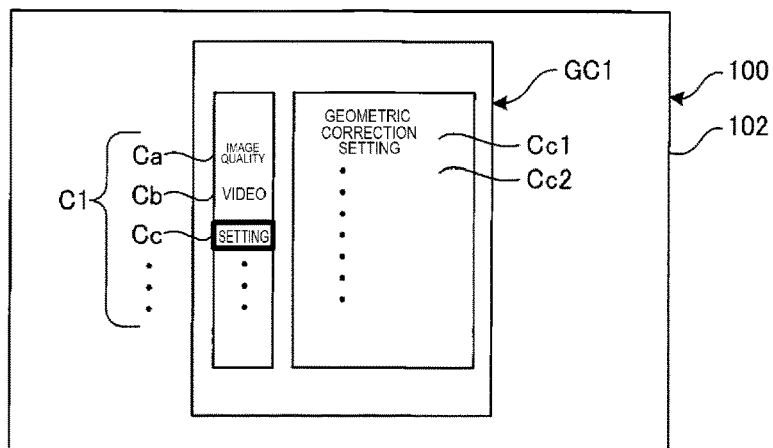 GC1
100
102
C1
Ca
Cb
Cc
IMAGE
QUALITY
VIDEO
SETTING
GEOMETRIC
CORRECTION
SETTING
Cc1
Cc2